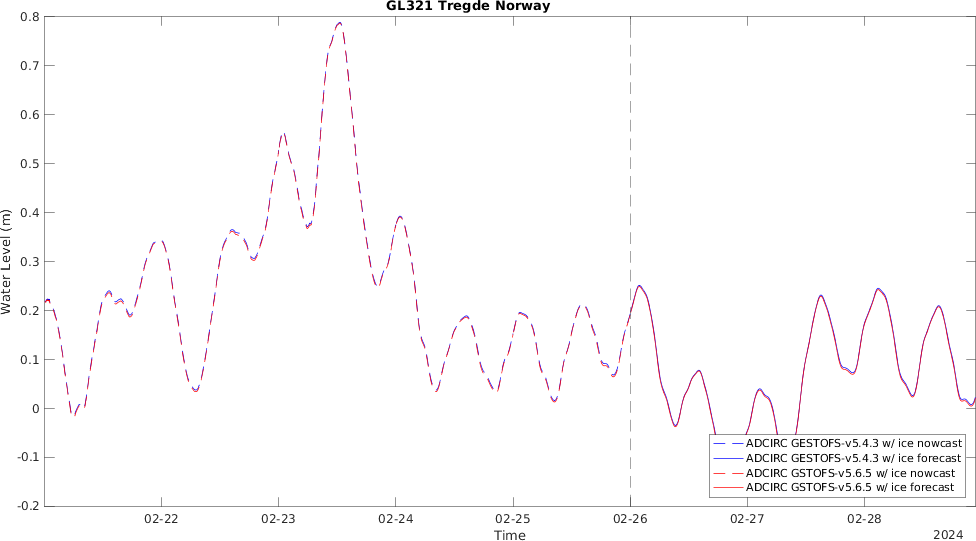 GL321 Tregde Norway
0.8
0.7
0.6
0.5
0.4
0.3
0.2
0.1
0
-0.1
-0.2
Water Level (m)
ADCIRC GESTOFS-v5.4.3 w/ ice nowcast
ADCIRC GESTOFS-v5.4.3 w/ ice forecast
ADCIRC GSTOFS-v5.6.5 w/ ice nowcast
ADCIRC GSTOFS-v5.6.5 w/ ice forecast
02-22 02-23 02-24 02-25 02-26 02-27 02-28
Time
2024